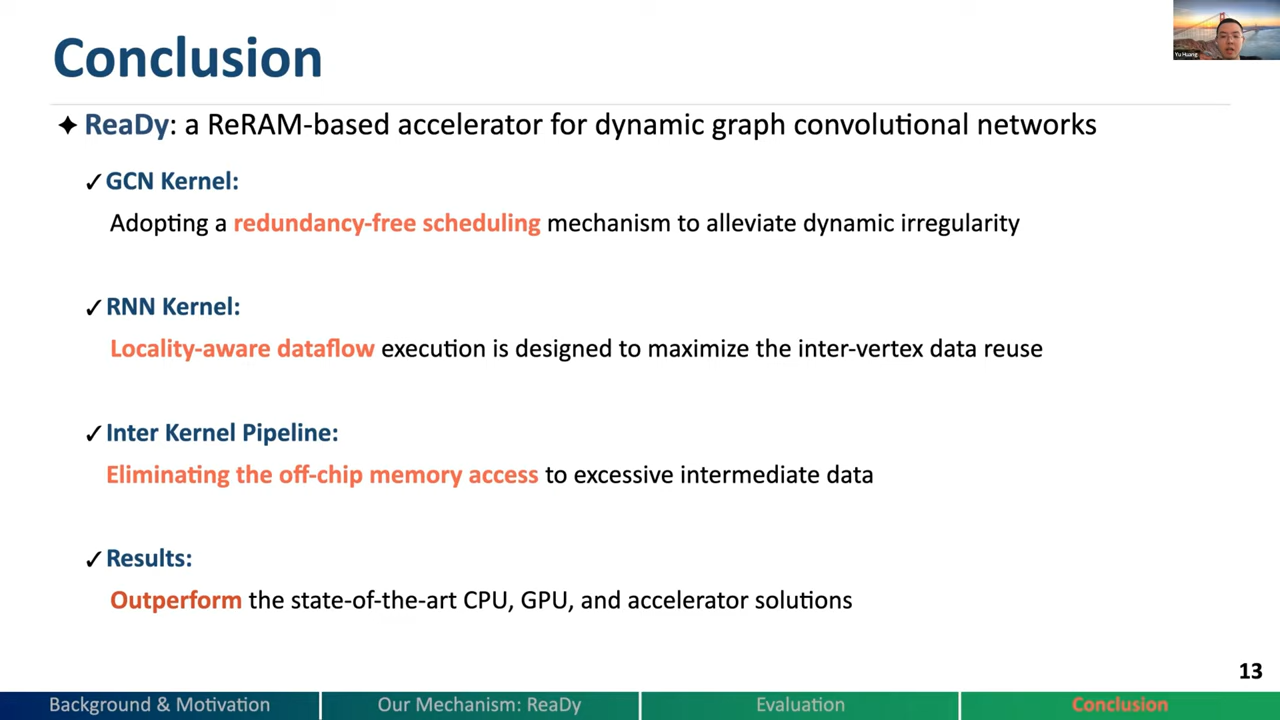 Conclusion
Yu Huang
✦ ReaDy: a ReRAM-based accelerator for dynamic graph convolutional networks
✓ GCN Kernel:
Adopting a redundancy-free scheduling mechanism to alleviate dynamic irregularity
✓ RNN Kernel:
Locality-aware dataflow execution is designed to maximize the inter-vertex data reuse
✓ Inter Kernel Pipeline:
Eliminating the off-chip memory access to excessive intermediate data
✓ Results:
Outperform the state-of-the-art CPU, GPU, and accelerator solutions
13
Background & Motivation
Our Mechanism: ReaDy
Evaluation
Conclusion